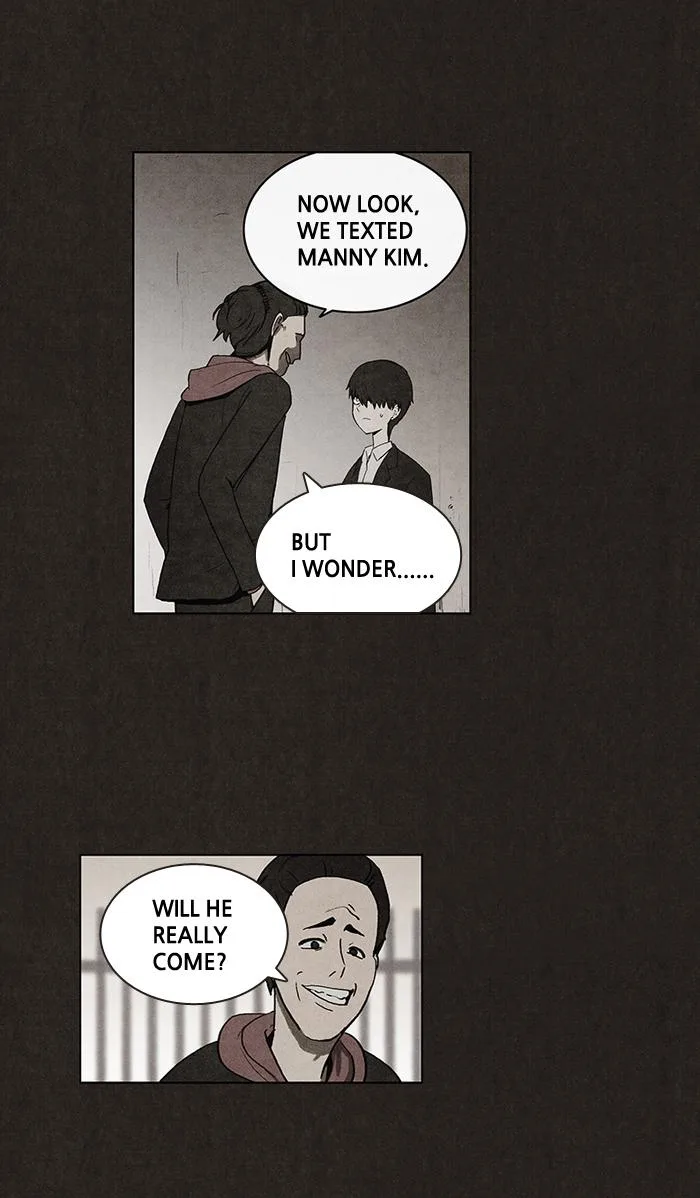 NOW LOOK,
WE TEXTED
MANNY KIM.
BUT
I WONDER......
WILL HE
REALLY
COME?